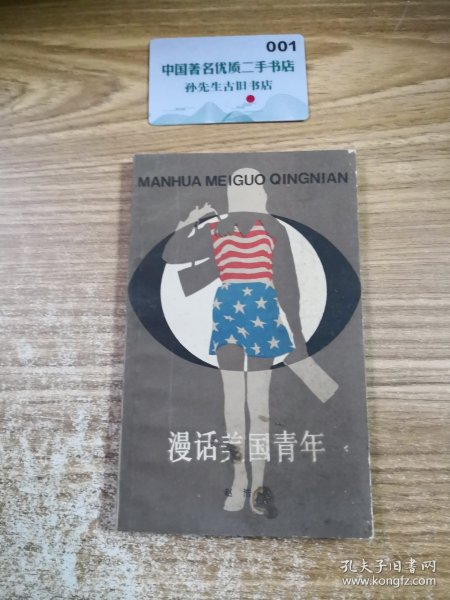 001
中国著名优质二手书店
孙先生古旧书店
MANHUA MEIGUO QINGNIAN
漫话美国青年
孔夫子旧书网
www.kongfz.com